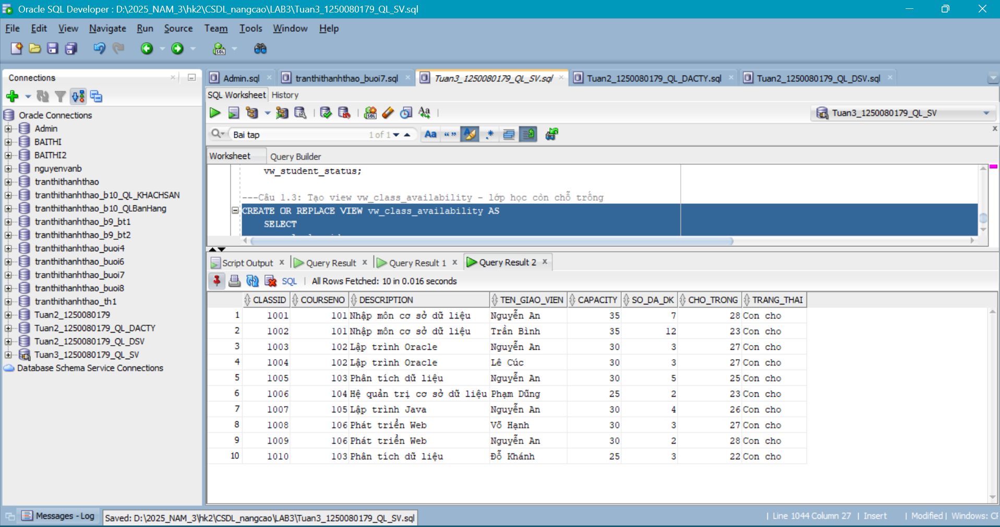 Oracle SQL Developer : D:\2025_NAM_3\hk2\CSDL_nangcao\LAB3\Tuan3_1250080179_QL_SV.sql
File Edit View Navigate Run Source Team Tools Window Help
Connections
Oracle Connections
Admin
BAITHI
BAITHI2
nguyenvanb
tranthithanhthao
tranthithanhthao_b10_QL_KHACHSAN
tranthithanhthao_b10_QLBanHang
tranthithanhthao_b9_bt1
tranthithanhthao_b9_bt2
tranthithanhthao_buoi4
tranthithanhthao_buoi6
tranthithanhthao_buoi7
tranthithanhthao_buoi8
tranthithanhthao_th1
Tuan2_1250080179
Tuan2_1250080179_QL_DACTY
Tuan2_1250080179_QL_DSV
Tuan3_1250080179_QL_SV
Database Schema Service Connections
Admin.sql tranthithanhthao_buoi7.sql Tuan3_1250080179_QL_SV.sql Tuan2_1250080179_QL_DACTY.sql Tuan2_1250080179_QL_DSV.sql
SQL Worksheet History
Tuan3_1250080179_QL_SV
Bai tap 1 of 1 Aa “ ” .*
Worksheet Query Builder
vw_student_status;
---Câu 1.3: Tạo view vw_class_availability - lớp học còn chỗ trống
CREATE OR REPLACE VIEW vw_class_availability AS
SELECT
Script Output Query Result Query Result 1 Query Result 2
SQL All Rows Fetched: 10 in 0.016 seconds
CLASSID COURSENO DESCRIPTION TEN_GIAO_VIEN CAPACITY SO_DA_DK CHO_TRONG TRANG_THAI
1 1001 101 Nhập môn cơ sở dữ liệu Nguyễn An 35 7 28 Con cho
2 1002 101 Nhập môn cơ sở dữ liệu Trần Bình 35 12 23 Con cho
3 1003 102 Lập trình Oracle Nguyễn An 30 3 27 Con cho
4 1004 102 Lập trình Oracle Lê Cúc 30 3 27 Con cho
5 1005 103 Phân tích dữ liệu Nguyễn An 30 5 25 Con cho
6 1006 104 Hệ quản trị cơ sở dữ liệu Phạm Dũng 25 2 23 Con cho
7 1007 105 Lập trình Java Nguyễn An 30 4 26 Con cho
8 1008 106 Phát triển Web Võ Hạnh 30 3 27 Con cho
9 1009 106 Phát triển Web Nguyễn An 30 2 28 Con cho
10 1010 103 Phân tích dữ liệu Đỗ Khánh 25 3 22 Con cho
Messages - Log Saved: D:\2025_NAM_3\hk2\CSDL_nangcao\LAB3\Tuan3_1250080179_QL_SV.sql
| Line 1044 Column 27 | Insert | Modified | Windows: